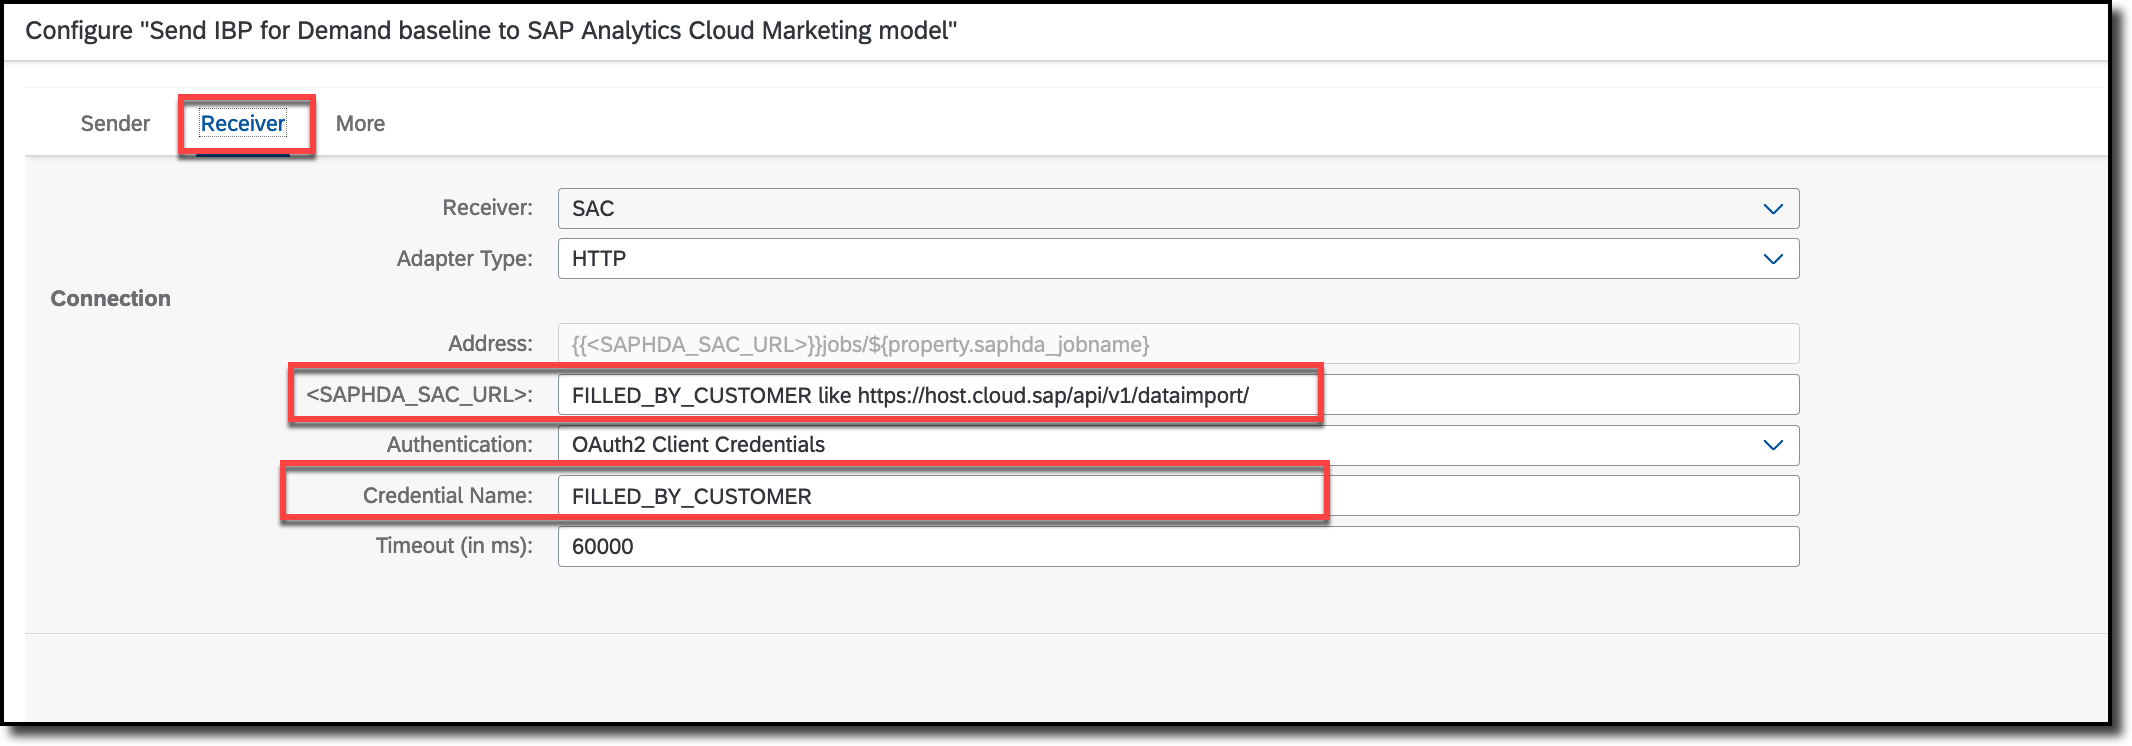 Configure "Send IBP for Demand baseline to SAP Analytics Cloud Marketing model"
Sender Receiver More
Receiver: SAC
Adapter Type: HTTP
Connection
Address: {{<SAPHDA_SAC_URL>}}jobs/${property.saphda_jobname}
<SAPHDA_SAC_URL>: FILLED_BY_CUSTOMER like https://host.cloud.sap/api/v1/dataimport/
Authentication: OAuth2 Client Credentials
Credential Name: FILLED_BY_CUSTOMER
Timeout (in ms): 60000